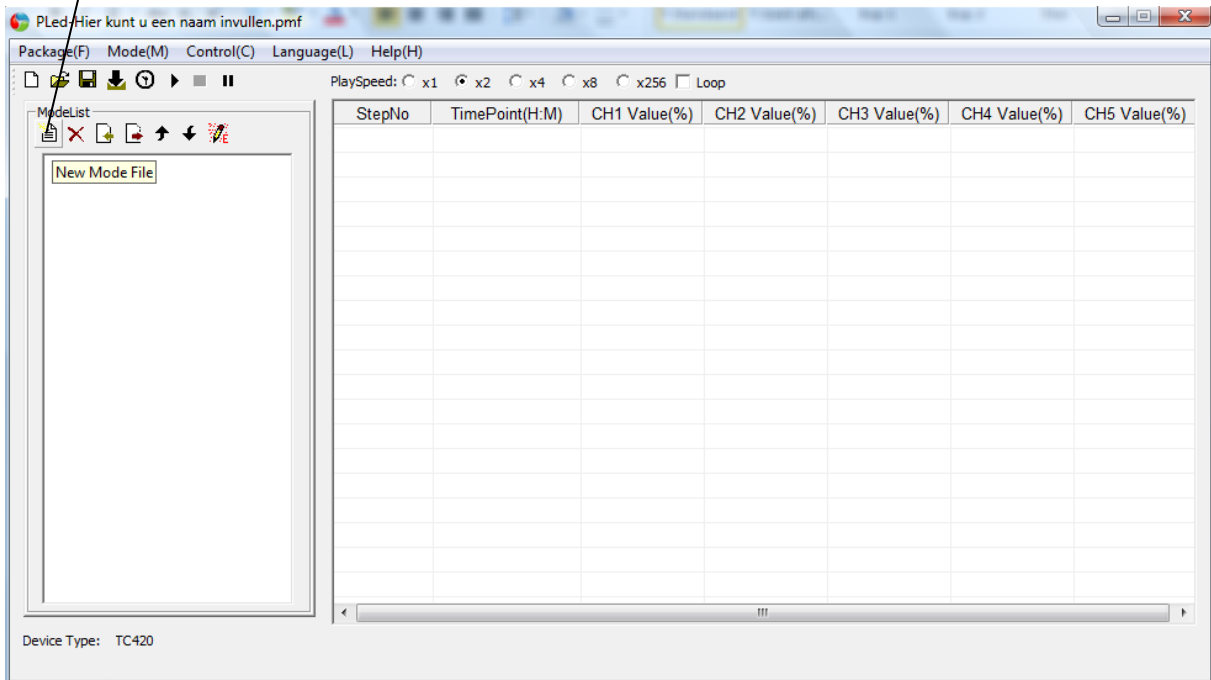 PLed-Hier kunt u een naam invullen.pmf
Package(F) Mode(M) Control(C) Language(L) Help(H)
PlaySpeed: x1 x2 x4 x8 x256 Loop
ModeList
New Mode File
StepNo TimePoint(H:M) CH1 Value(%) CH2 Value(%) CH3 Value(%) CH4 Value(%) CH5 Value(%)
Device Type: TC420